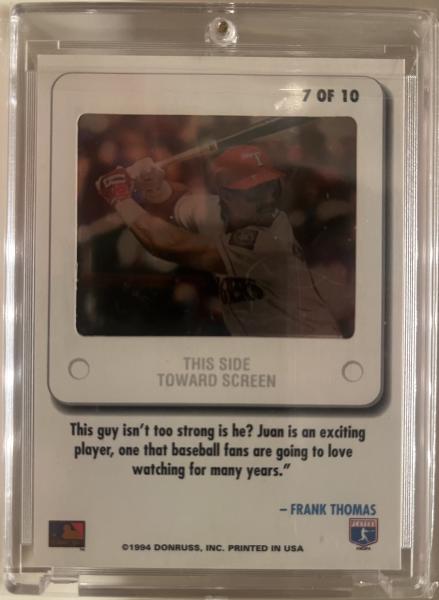 7 OF 10
T
GERS
THIS SIDE
TOWARD SCREEN
This guy isn't too strong is he? Juan is an exciting
player, one that baseball fans are going to love
watching for many years."
– FRANK THOMAS
©1994 DONRUSS, INC. PRINTED IN USA